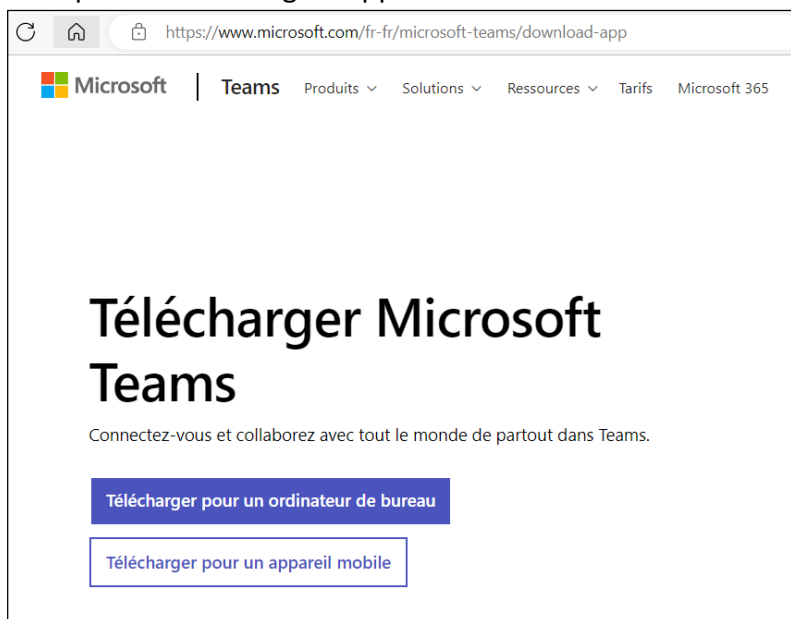 https://www.microsoft.com/fr-fr/microsoft-teams/download-app
Microsoft | Teams Produits Solutions Ressources Tarifs Microsoft 365
Télécharger Microsoft
Teams
Connectez-vous et collaborez avec tout le monde de partout dans Teams.
Télécharger pour un ordinateur de bureau
Télécharger pour un appareil mobile